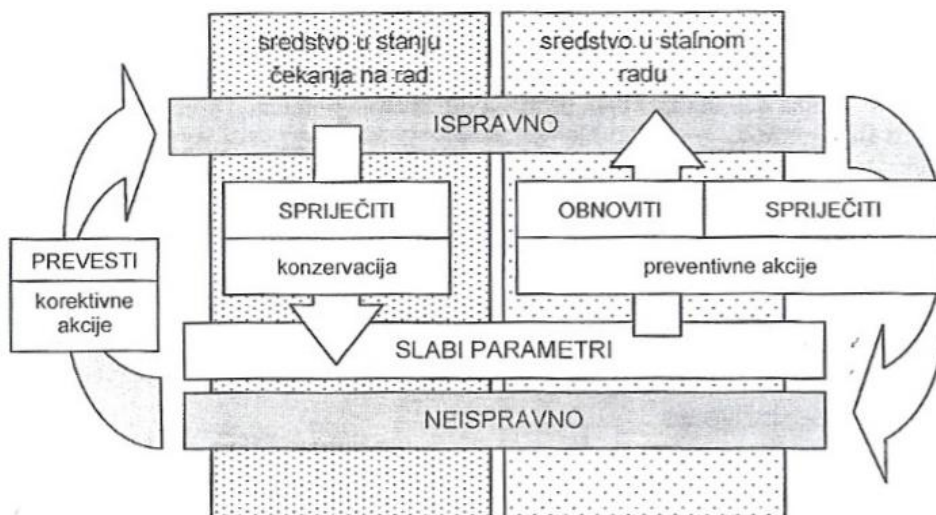 sredstvo u stanju
čekanja na rad
sredstvo u stalnom
radu
ISPRAVNO
SPRIJEČITI
konzervacija
OBNOVITI
SPRIJEČITI
preventivne akcije
PREVESTI
korektivne
akcije
SLABI PARAMETRI
NEISPRAVNO